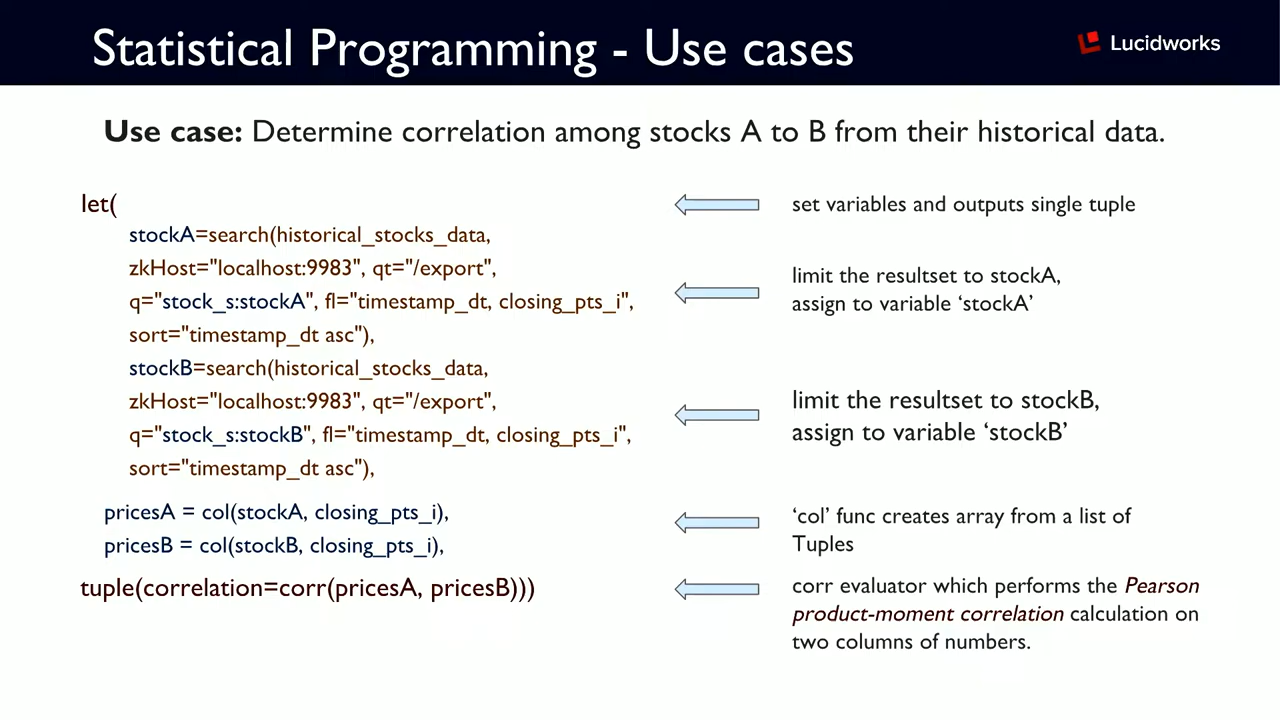 Statistical Programming - Use cases
Lucidworks
Use case: Determine correlation among stocks A to B from their historical data.
let(
set variables and outputs single tuple
stockA=search(historical_stocks_data,
zkHost="localhost:9983", qt="/export",
q="stock_s:stockA", fl="timestamp_dt, closing_pts_i",
sort="timestamp_dt asc"),
limit the resultset to stockA,
assign to variable ‘stockA’
stockB=search(historical_stocks_data,
zkHost="localhost:9983", qt="/export",
q="stock_s:stockB", fl="timestamp_dt, closing_pts_i",
sort="timestamp_dt asc"),
limit the resultset to stockB,
assign to variable ‘stockB’
pricesA = col(stockA, closing_pts_i),
pricesB = col(stockB, closing_pts_i),
‘col’ func creates array from a list of
Tuples
tuple(correlation=corr(pricesA, pricesB)))
corr evaluator which performs the Pearson
product-moment correlation calculation on
two columns of numbers.